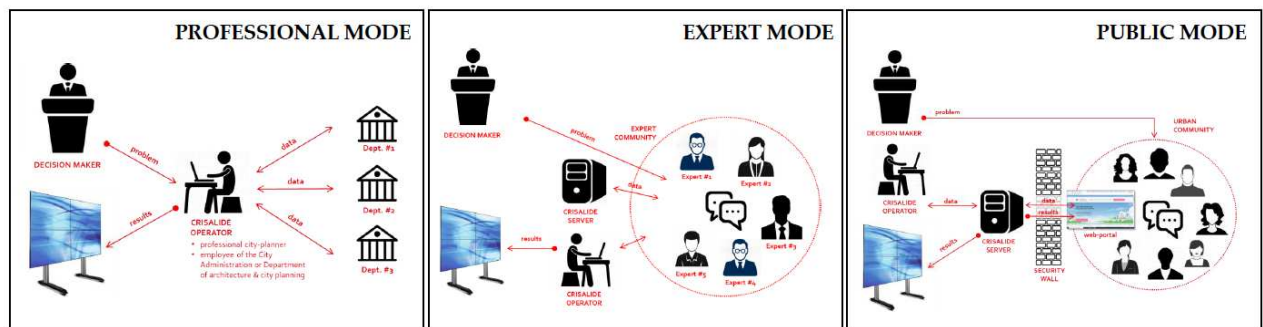 PROFESSIONAL MODE
DECISION MAKER
problem
data
Dept. #1
data
Dept. #2
data
Dept. #3
results
CRISALIDE
OPERATOR
• professional city-planner
• employee of the City
Administration or Department
of architecture & city planning
EXPERT MODE
DECISION MAKER
problem
EXPERT
COMMUNITY
Expert #1
Expert #2
data
CRISALIDE
SERVER
Expert #3
results
Expert #5
Expert #4
CRISALIDE
OPERATOR
PUBLIC MODE
problem
DECISION MAKER
URBAN
COMMUNITY
CRISALIDE
OPERATOR
data
data
results
results
CRISALIDE
SERVER
web-portal
SECURITY
WALL